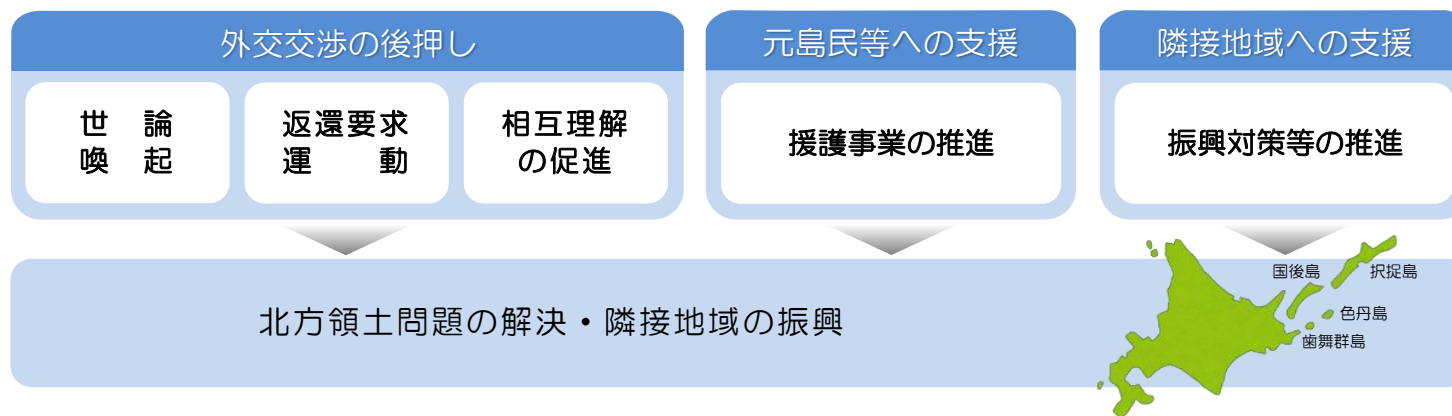 外交交渉の後押し
世論
喚起
返還要求
運動
相互理解
の促進
元島民等への支援
援護事業の推進
隣接地域への支援
振興対策等の推進
北方領土問題の解決・隣接地域の振興
国後島
択捉島
色丹島
歯舞群島